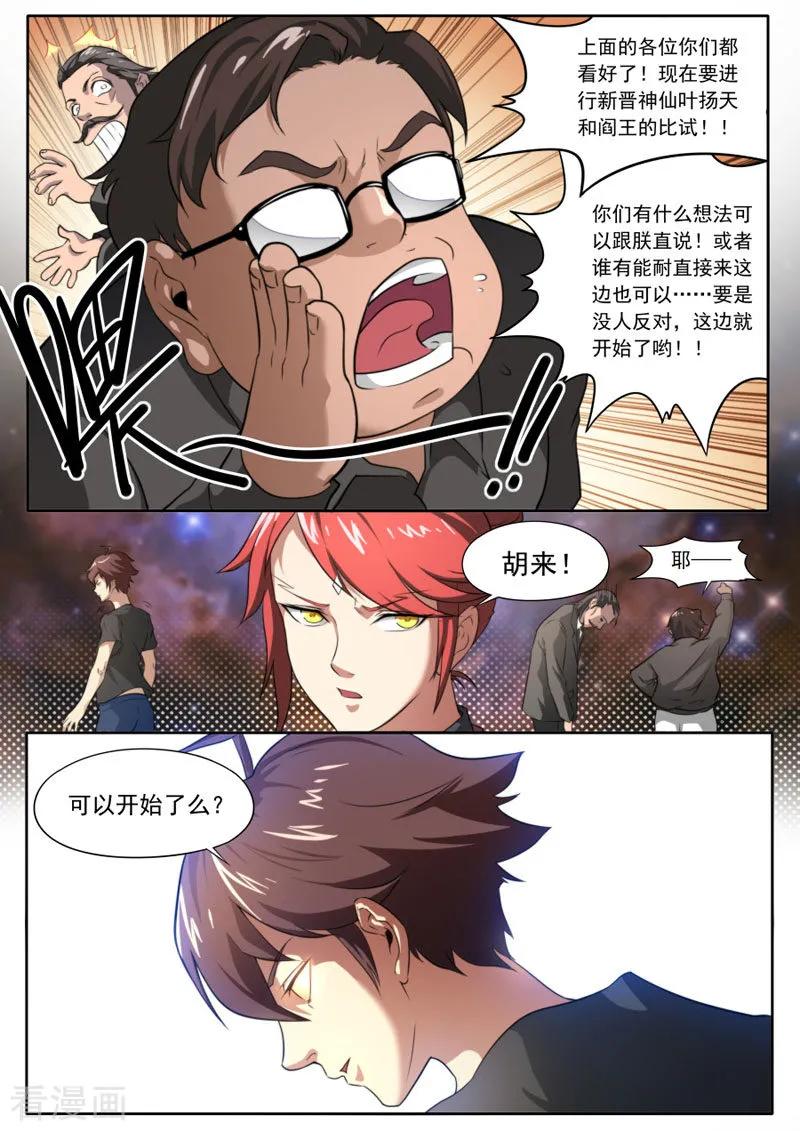 上面的各位你们都
看好了！现在要进
行新晋神仙叶扬天
和阎王的比试！！
你们有什么想法可
以跟朕直说！或者
谁有能耐直接来这
边也可以……要是
没人反对，这边就
开始了哟！！
喂——！！
胡来！
耶——
可以开始了么？
看漫画